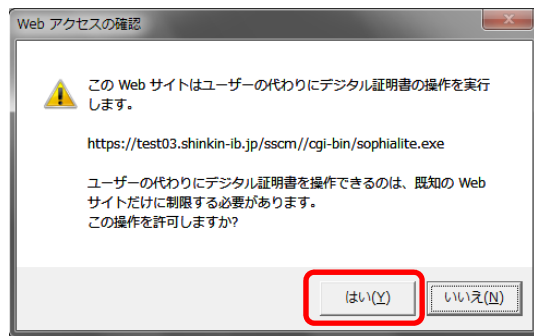 Web アクセスの確認
x
この Web サイトはユーザーの代わりにデジタル証明書の操作を実行
します。
https://test03.shinkin-ib.jp/sscm//cgi-bin/sophialite.exe
ユーザーの代わりにデジタル証明書を操作できるのは、既知の Web
サイトだけに制限する必要があります。
この操作を許可しますか?
はい(Y)
いいえ(N)